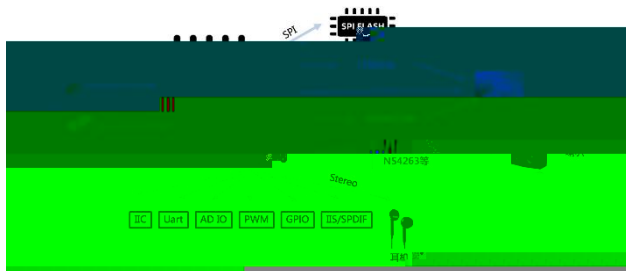 SPI
SPI FLASH
NS4263等
Stereo
IIC
Uart
AD IO
PWM
GPIO
IIS/SPDIF
耳机